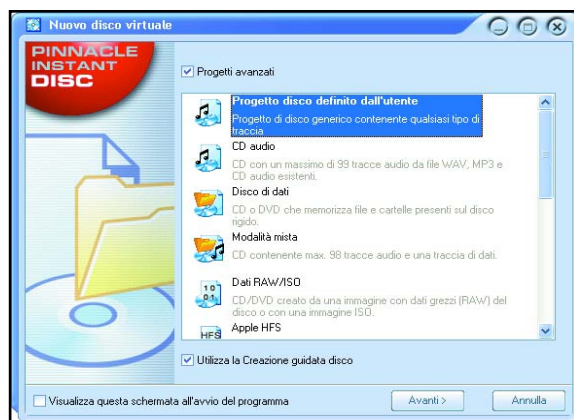 Nuovo disco virtuale
PINNACLE
INSTANT
DISC
Progetti avanzati
Progetto disco definito dall'utente
Progetto di disco generico contenente qualsiasi tipo di
traccia
CD audio
CD con un massimo di 99 tracce audio da file WAV, MP3 e
CD audio esistenti.
Disco di dati
CD o DVD che memorizza file e cartelle presenti sul disco
rigido.
Modalità mista
CD contenente max. 98 tracce audio e una traccia di dati.
10
01
Dati RAW/ISO
CD/DVD creato da una immagine con dati grezzi (RAW) del
disco o con una immagine ISO.
HFS
Apple HFS
Utilizza la Creazione guidata disco
Visualizza questa schermata all'avvio del programma
Avanti >
Annulla